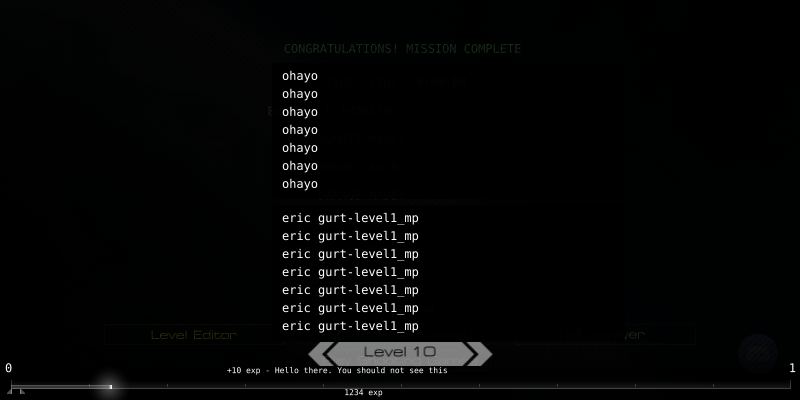 CONGRATULATIONS! MISSION COMPLETE
ohayo
ohayo
ohayo
ohayo
ohayo
ohayo
ohayo
eric gurt-level1_mp
eric gurt-level1_mp
eric gurt-level1_mp
eric gurt-level1_mp
eric gurt-level1_mp
eric gurt-level1_mp
eric gurt-level1_mp
Level Editor
Level 10
0
+10 exp - Hello there. You should not see this
1
1234 exp